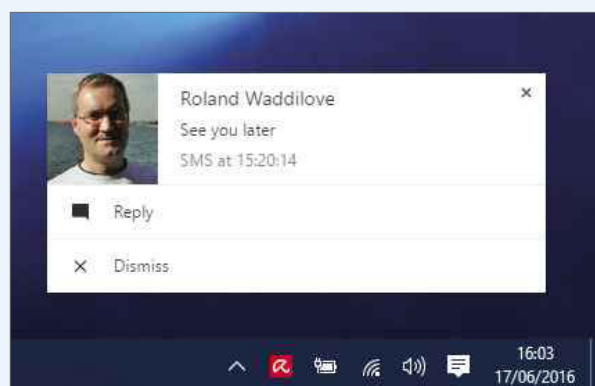 Roland Waddilove
See you later
SMS at 15:20:14
Reply
Dismiss
16:03
17/06/2016